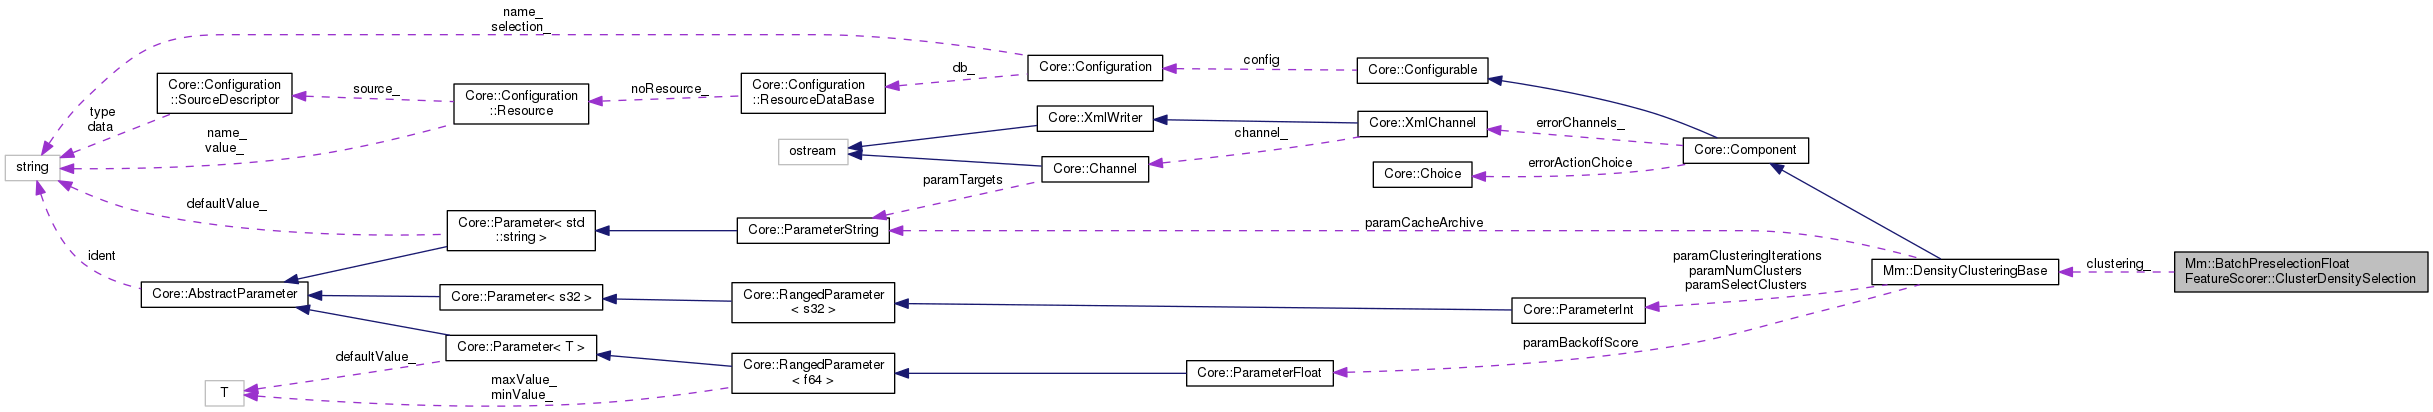 name_
selection_
Core::Configuration
config
Core::Configurable
db_
Core::Configuration
::SourceDescriptor
source_
Core::Configuration
::Resource
noResource_
Core::Configuration
::ResourceDataBase
type
data
name_
value_
Core::XmlWriter
Core::XmlChannel
errorChannels_
channel_
ostream
Core::Component
string
Core::Channel
errorActionChoice
Core::Choice
paramTargets
defaultValue_
Core::Parameter< std
::string >
Core::ParameterString
paramCacheArchive
ident
paramClusteringIterations
paramNumClusters
paramSelectClusters
Mm::DensityClusteringBase
clustering_
Mm::BatchPreselectionFloat
FeatureScorer::ClusterDensitySelection
Core::AbstractParameter
Core::Parameter< s32 >
Core::RangedParameter
< s32 >
Core::ParameterInt
Core::Parameter< T >
defaultValue_
paramBackoffScore
Core::RangedParameter
< f64 >
Core::ParameterFloat
maxValue_
minValue_
T